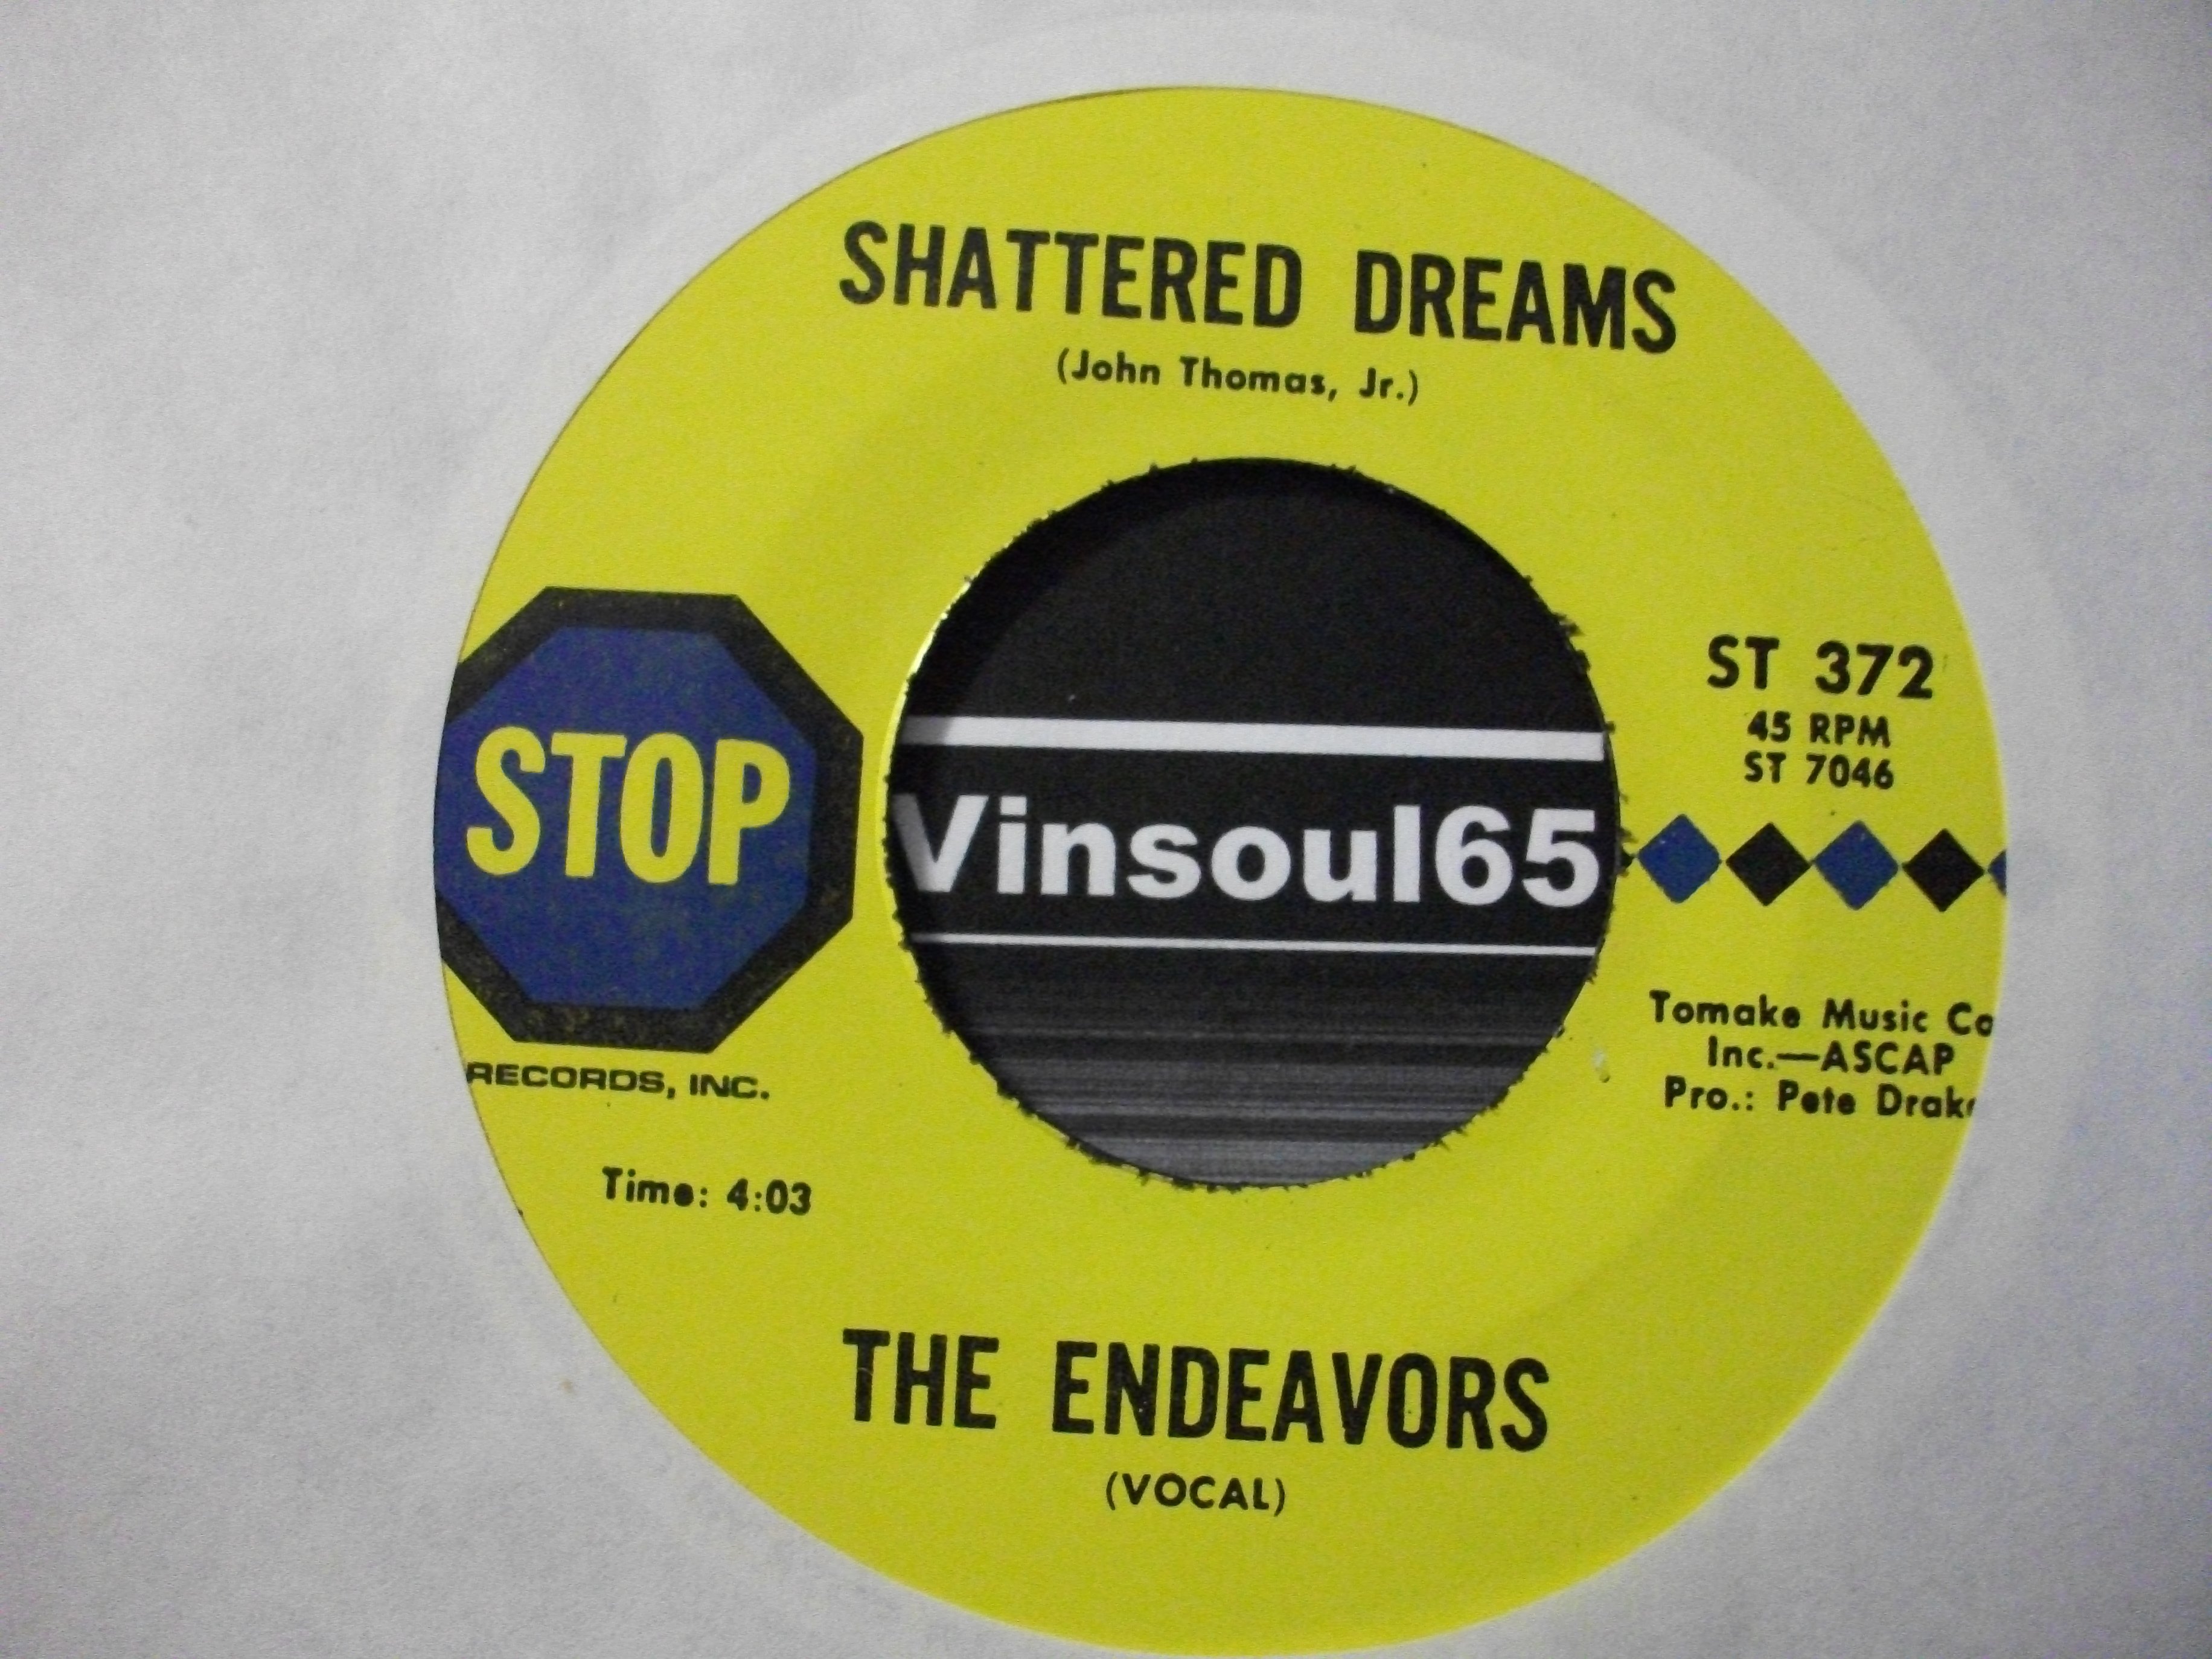 SHATTERED DREAMS
(John Thomas, Jr.)
STOP
RECORDS, INC.
Time: 4:03
Vinsoul65
ST 372
45 RPM
ST 7046
Tomake Music Co
Inc.—ASCAP
Pro.: Pete Drake
THE ENDEAVORS
(VOCAL)